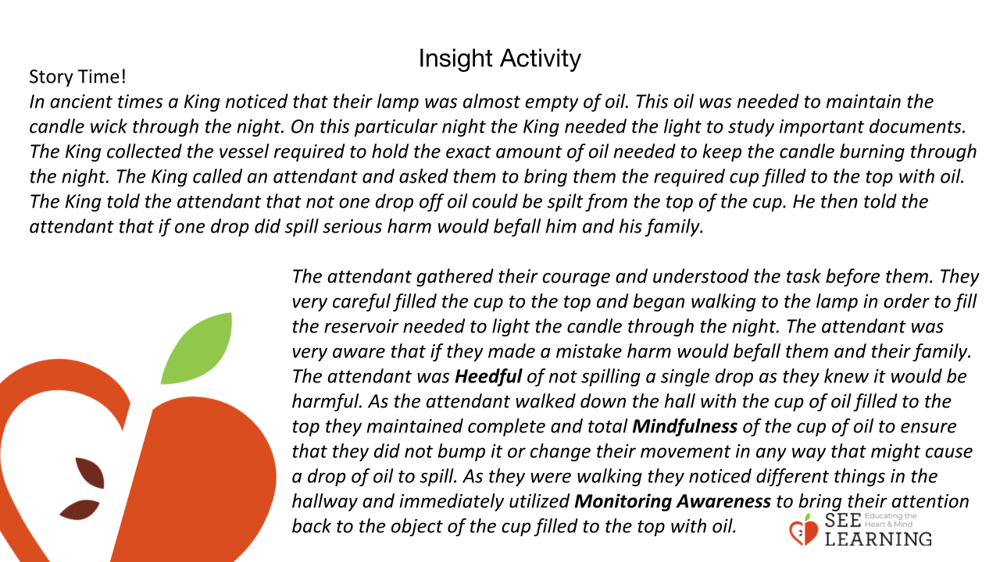 Insight Activity
Story Time!
In ancient times a King noticed that their lamp was almost empty of oil. This oil was needed to maintain the
candle wick through the night. On this particular night the King needed the light to study important documents.
The King collected the vessel required to hold the exact amount of oil needed to keep the candle burning through
the night. The King called an attendant and asked them to bring them the required cup filled to the top with oil.
The King told the attendant that not one drop off oil could be spilt from the top of the cup. He then told the
attendant that if one drop did spill serious harm would befall him and his family.
The attendant gathered their courage and understood the task before them. They
very careful filled the cup to the top and began walking to the lamp in order to fill
the reservoir needed to light the candle through the night. The attendant was
very aware that if they made a mistake harm would befall them and their family.
The attendant was Heedful of not spilling a single drop as they knew it would be
harmful. As the attendant walked down the hall with the cup of oil filled to the
top they maintained complete and total Mindfulness of the cup of oil to ensure
that they did not bump it or change their movement in any way that might cause
a drop of oil to spill. As they were walking they noticed different things in the
hallway and immediately utilized Monitoring Awareness to bring their attention
back to the object of the cup filled to the top with oil.
SEE Educating the
Heart & Mind
LEARNING